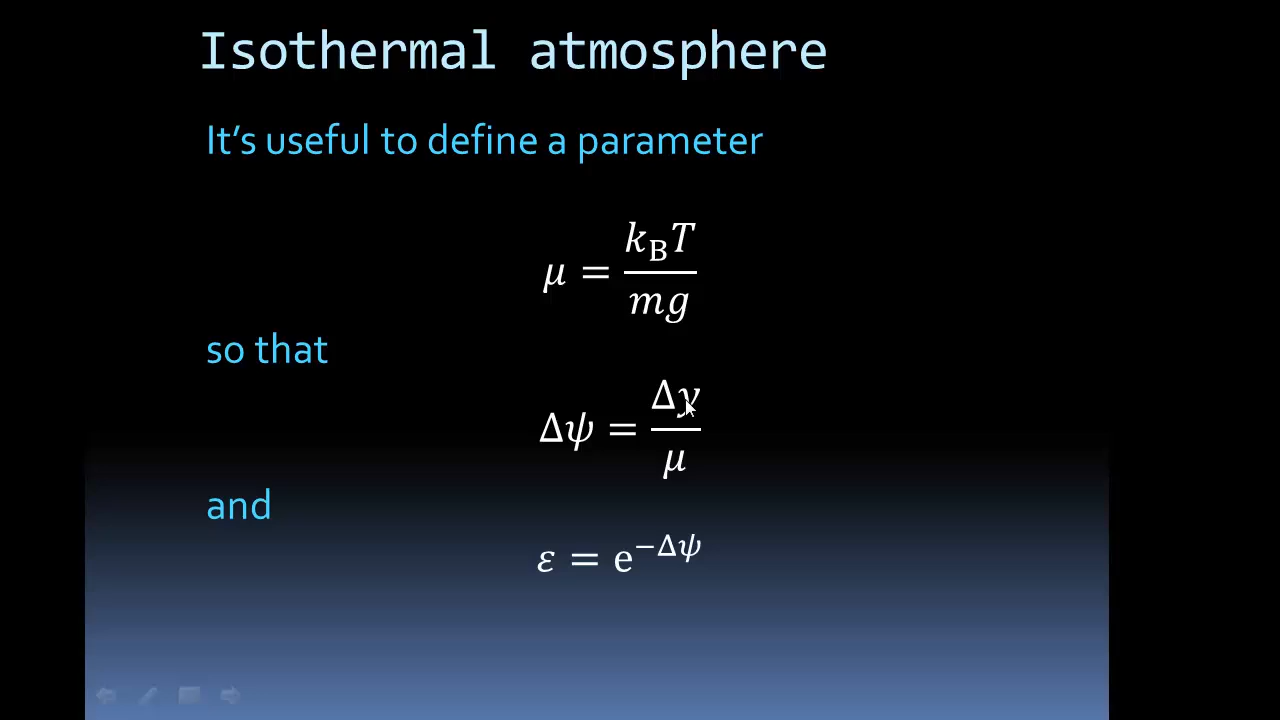 Isothermal atmosphere
It’s useful to define a parameter
μ = k_B T / mg
so that
Δψ = Δy / μ
and
ε = e^{−Δψ}